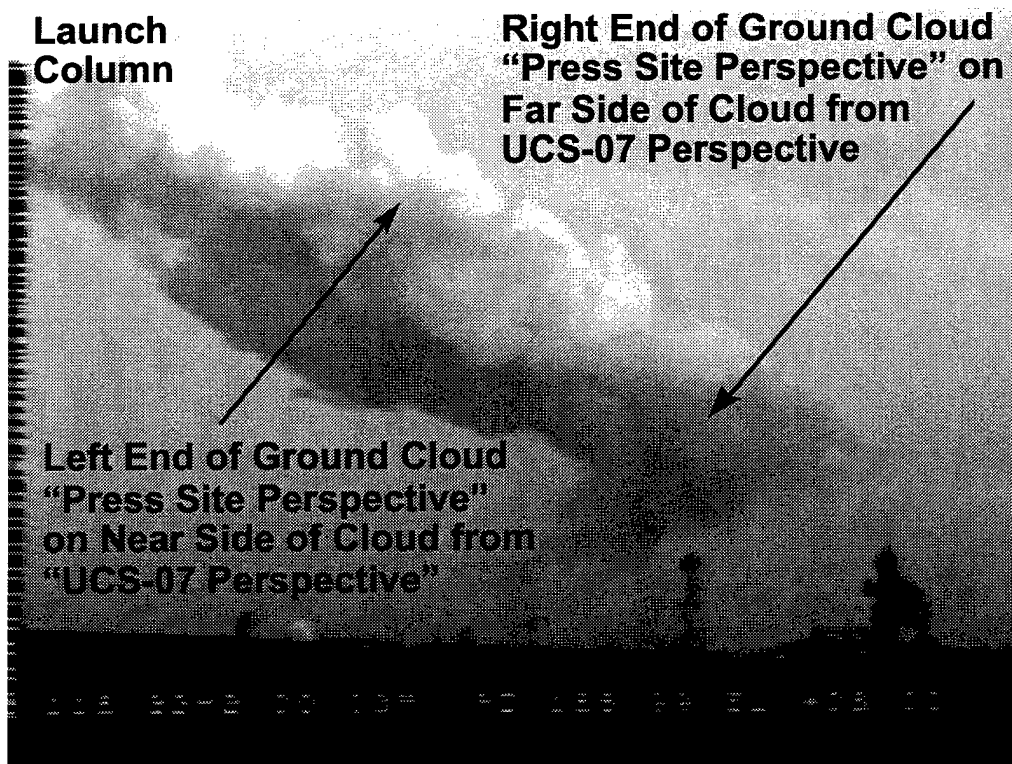 Launch
Column
Right End of Ground Cloud
“Press Site Perspective” on
Far Side of Cloud from
UCS-07 Perspective
Left End of Ground Cloud
“Press Site Perspective”
on Near Side of Cloud from
“UCS-07 Perspective”